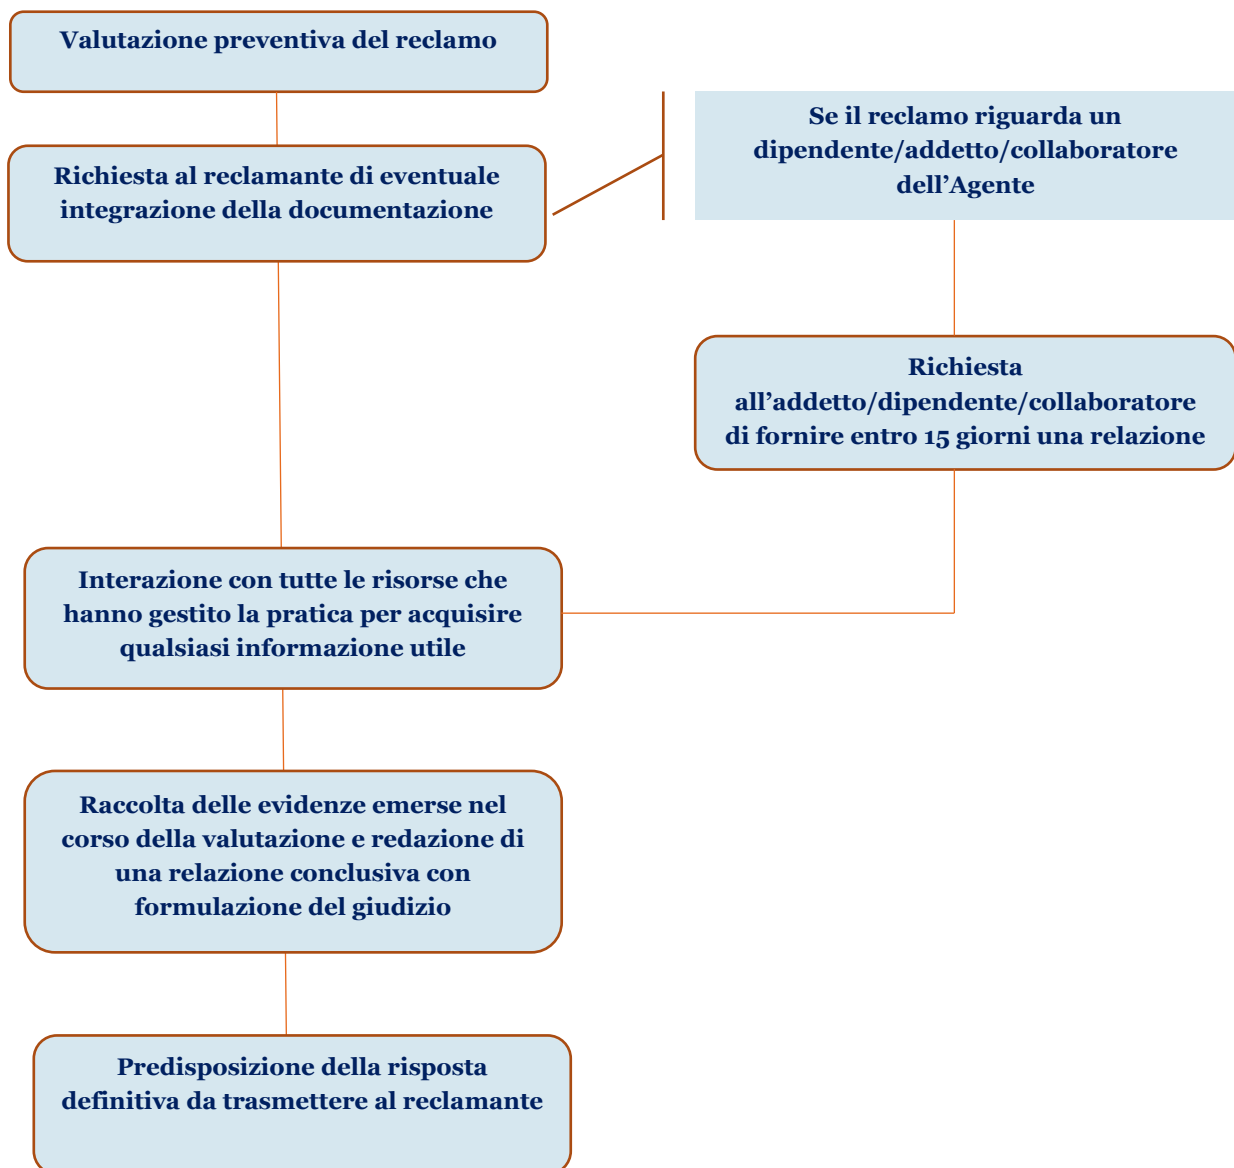 Valutazione preventiva del reclamo
Richiesta al reclamante di eventuale
integrazione della documentazione
Se il reclamo riguarda un
dipendente/addetto/collaboratore
dell’Agente
Richiesta
all’addetto/dipendente/collaboratore
di fornire entro 15 giorni una relazione
Interazione con tutte le risorse che
hanno gestito la pratica per acquisire
qualsiasi informazione utile
Raccolta delle evidenze emerse nel
corso della valutazione e redazione di
una relazione conclusiva con
formulazione del giudizio
Predisposizione della risposta
definitiva da trasmettere al reclamante